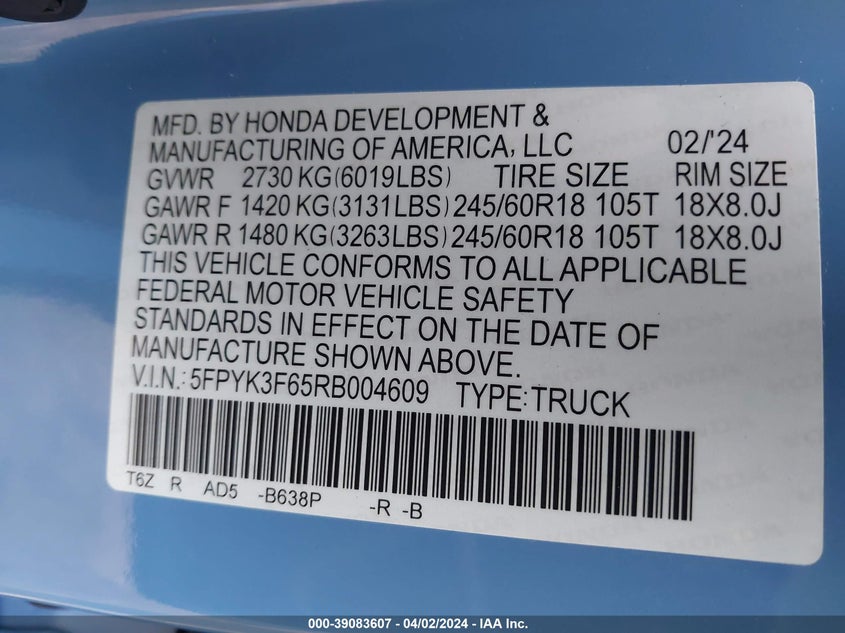 MFD. BY HONDA DEVELOPMENT &
MANUFACTURING OF AMERICA, LLC 02/'24
GVWR 2730 KG(6019LBS) TIRE SIZE RIM SIZE
GAWR F 1420 KG(3131LBS) 245/60R18 105T 18X8.0J
GAWR R 1480 KG(3263LBS) 245/60R18 105T 18X8.0J
THIS VEHICLE CONFORMS TO ALL APPLICABLE
FEDERAL MOTOR VEHICLE SAFETY
STANDARDS IN EFFECT ON THE DATE OF
MANUFACTURE SHOWN ABOVE.
V.I.N.: 5FPYK3F65RB004609 TYPE: TRUCK
T6Z R AD5 -B638P -R -B
000-39083607 - 04/02/2024 - IAA Inc.